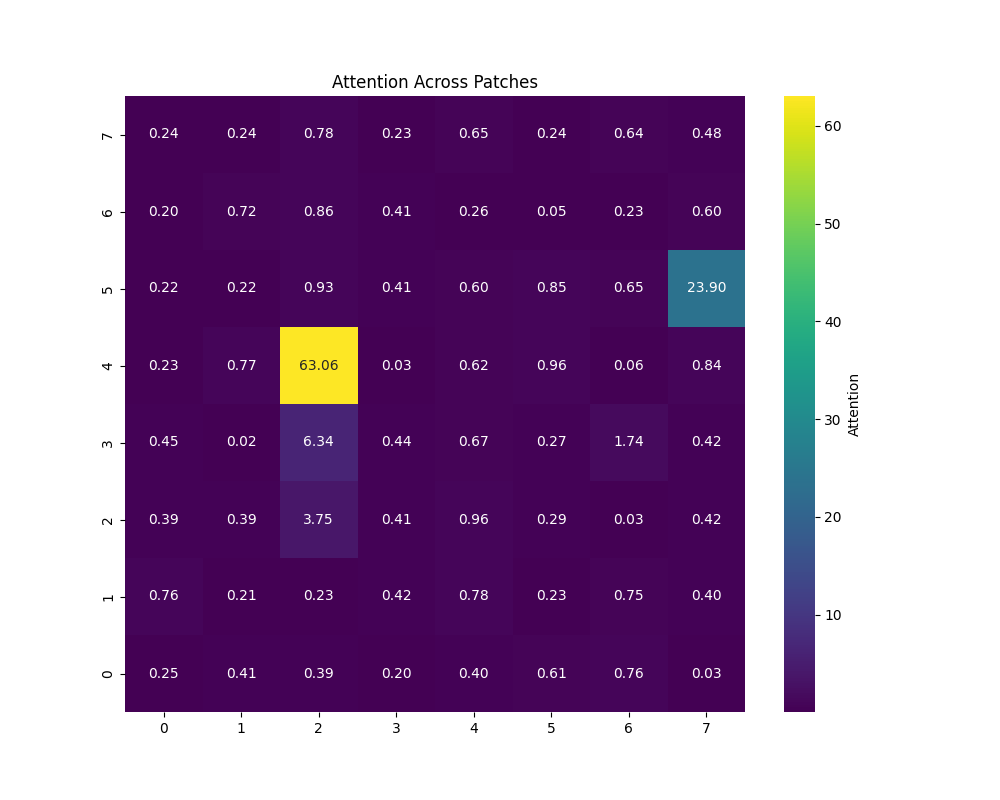 Attention Across Patches
7 0.24 0.24 0.78 0.23 0.65 0.24 0.64 0.48
6 0.20 0.72 0.86 0.41 0.26 0.05 0.23 0.60
5 0.22 0.22 0.93 0.41 0.60 0.85 0.65 23.90
4 0.23 0.77 63.06 0.03 0.62 0.96 0.06 0.84
3 0.45 0.02 6.34 0.44 0.67 0.27 1.74 0.42
2 0.39 0.39 3.75 0.41 0.96 0.29 0.03 0.42
1 0.76 0.21 0.23 0.42 0.78 0.23 0.75 0.40
0 0.25 0.41 0.39 0.20 0.40 0.61 0.76 0.03
0 1 2 3 4 5 6 7
60
50
40
30
20
10
Attention